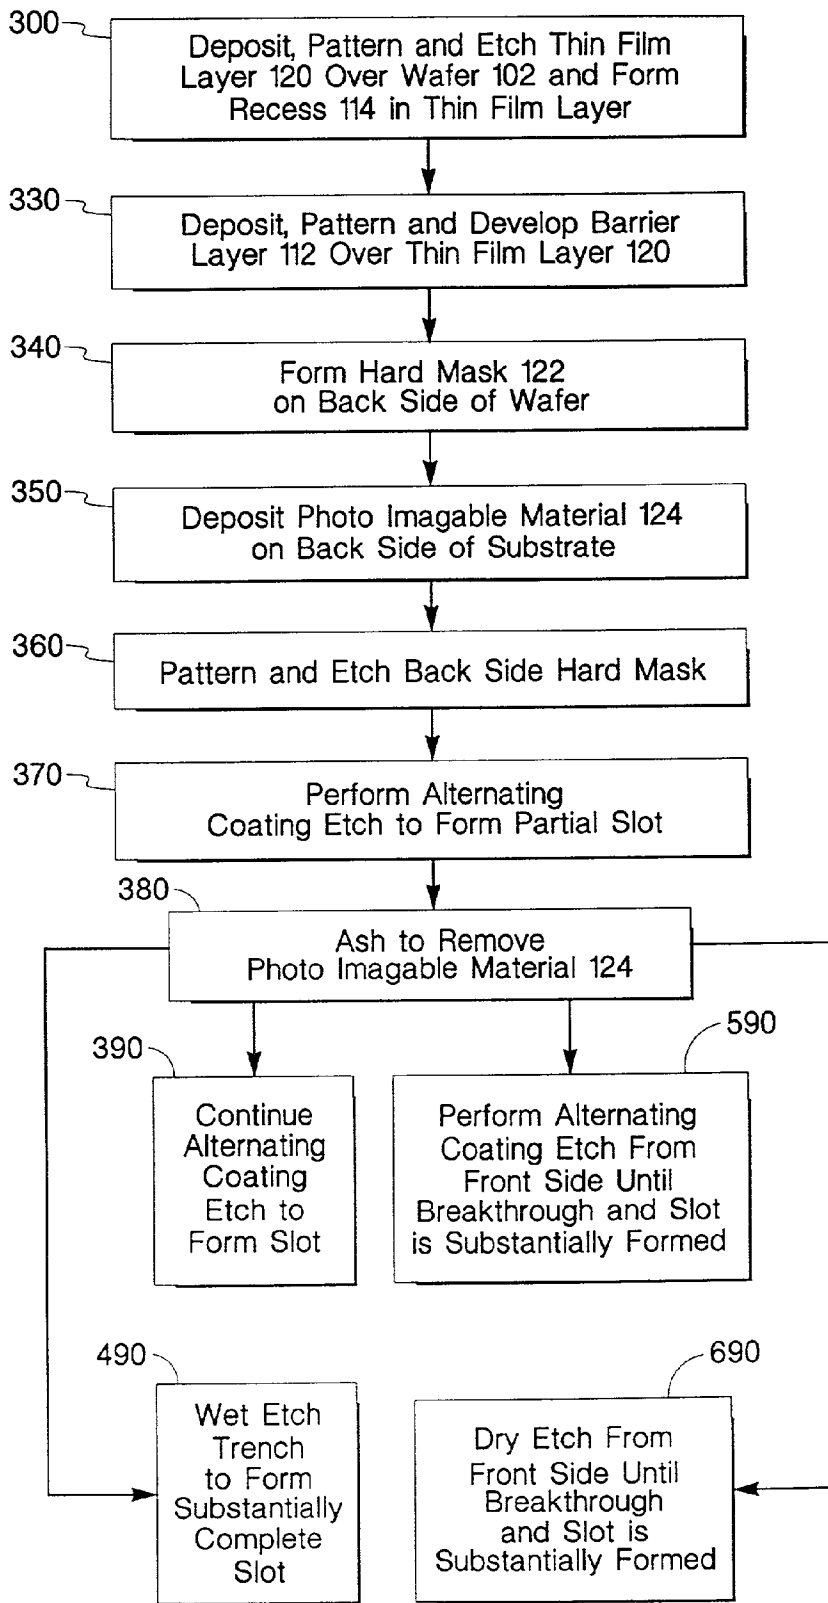 300
Deposit, Pattern and Etch Thin Film
Layer 120 Over Wafer 102 and Form
Recess 114 in Thin Film Layer
330
Deposit, Pattern and Develop Barrier
Layer 112 Over Thin Film Layer 120
340
Form Hard Mask 122
on Back Side of Wafer
350
Deposit Photo Imagable Material 124
on Back Side of Substrate
360
Pattern and Etch Back Side Hard Mask
370
Perform Alternating
Coating Etch to Form Partial Slot
380
Ash to Remove
Photo Imagable Material 124
390
Continue
Alternating
Coating
Etch to
Form Slot
590
Perform Alternating
Coating Etch From
Front Side Until
Breakthrough and Slot
is Substantially Formed
490
Wet Etch
Trench
to Form
Substantially
Complete
Slot
690
Dry Etch From
Front Side Until
Breakthrough
and Slot is
Substantially Formed